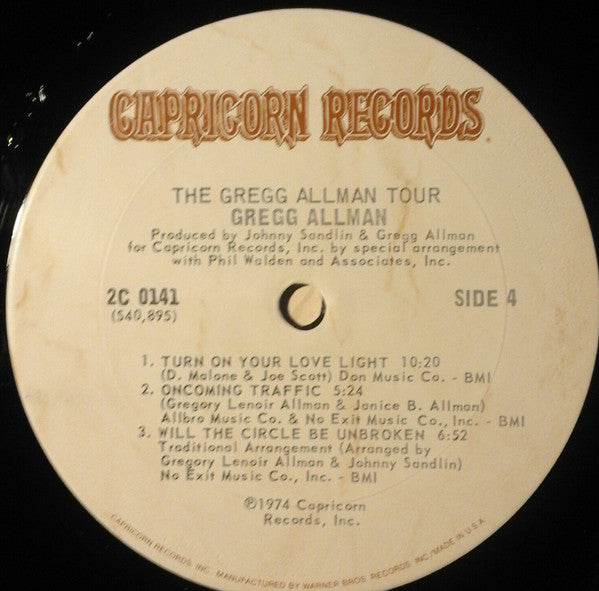 CAPRICORN RECORDS.
THE GREGG ALLMAN TOUR
GREGG ALLMAN
Produced by Johnny Sandlin & Gregg Allman
for Capricorn Records, Inc. by special arrangement
with Phil Walden and Associates, Inc.
2C 0141 SIDE 4
(S40,895)
1. TURN ON YOUR LOVE LIGHT 10:20
(D. Malone & Joe Scott) Don Music Co. - BMI
2. ONCOMING TRAFFIC 5:24
(Gregory Lenoir Allman & Janice B. Allman)
Allbro Music Co. & No Exit Music Co., Inc. - BMI
3. WILL THE CIRCLE BE UNBROKEN 6:52
Traditional Arrangement (Arranged by
Gregory Lenoir Allman & Johnny Sandlin)
No Exit Music Co., Inc. - BMI
℗1974 Capricorn
Records, Inc.
CAPRICORN RECORDS, INC. MANUFACTURED BY WARNER BROS. RECORDS INC./MADE IN U.S.A.